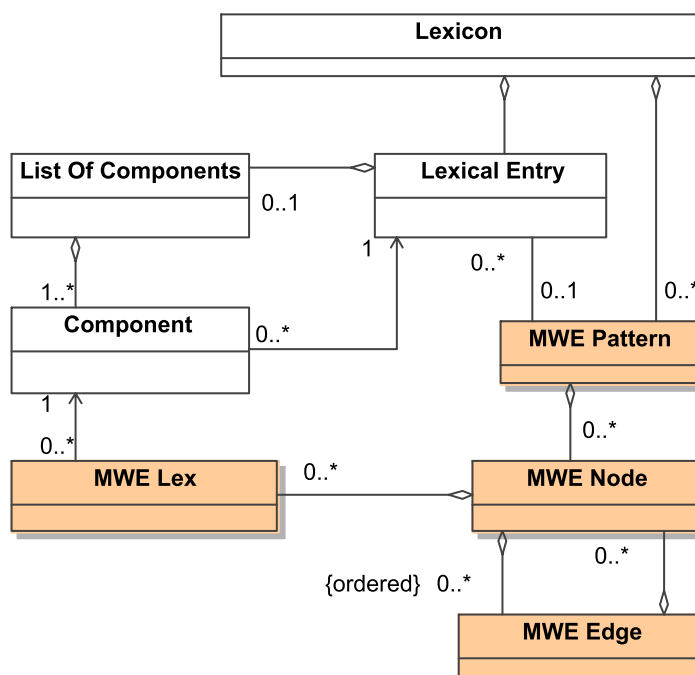 Lexicon
List Of Components
Lexical Entry
0..1
1
0..*
0..1
0..*
1..*
Component
0..*
MWE Pattern
1
0..*
0..*
0..*
MWE Lex
MWE Node
0..*
{ordered} 0..*
MWE Edge